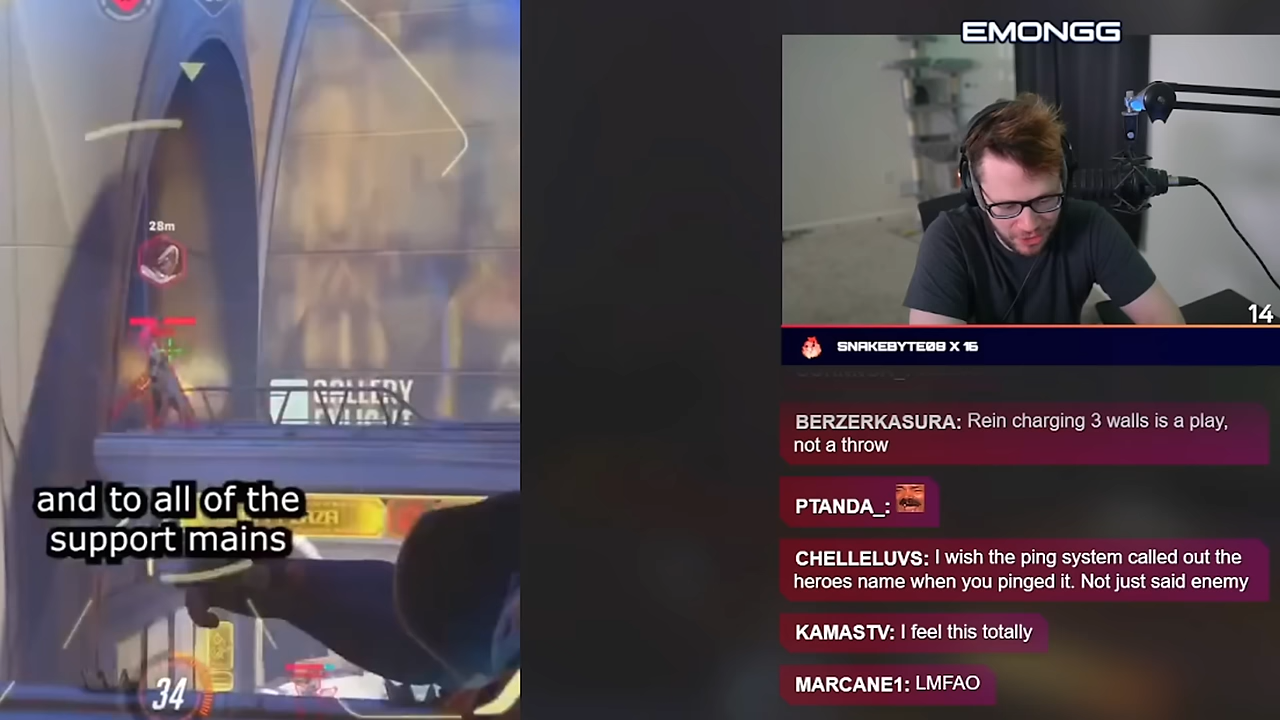 EMONGG
28m
GALLERY
and to all of the
support mains
34
14
SNAKEBYTE08 X 16
BERZERKASURA: Rein charging 3 walls is a play,
not a throw
PTANDA_:
CHELLELUVS: I wish the ping system called out the
heroes name when you pinged it. Not just said enemy
KAMASTV: I feel this totally
MARCANE1: LMFAO